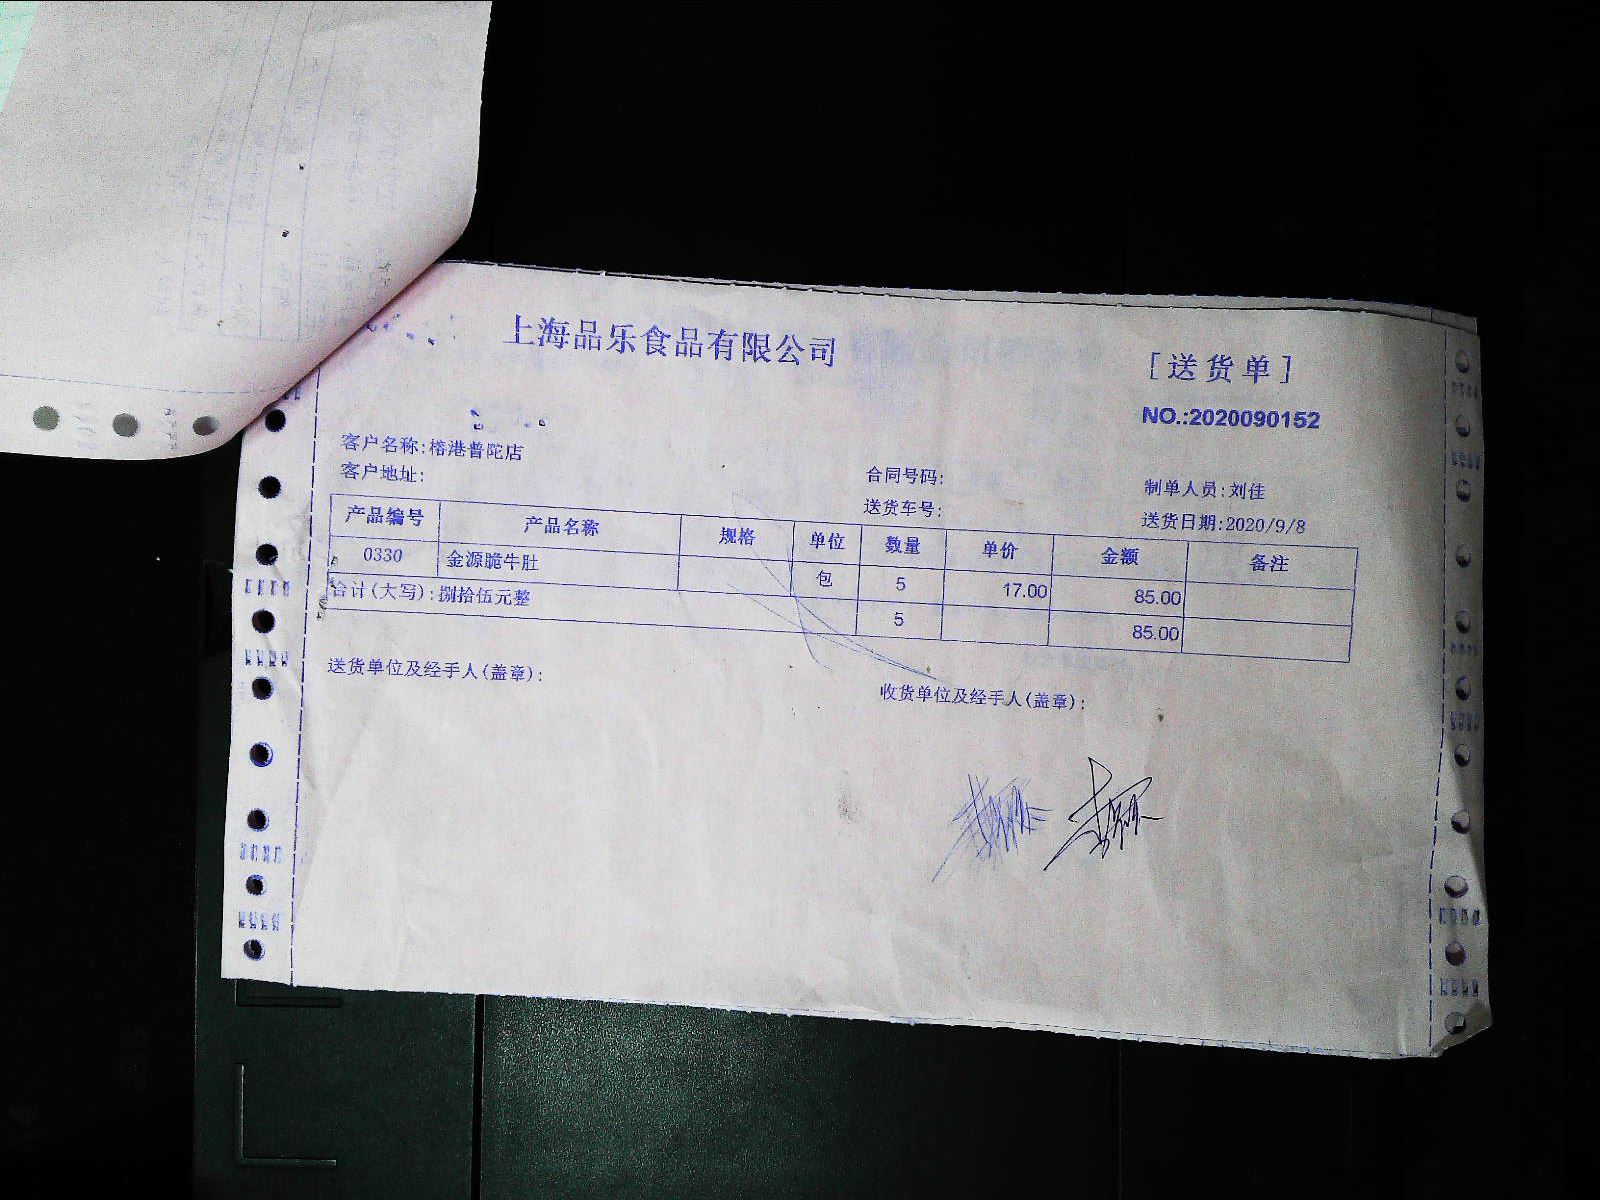 上海品乐食品有限公司
[送货单]
NO.:2020090152
客户名称:榕港普陀店
客户地址:
合同号码:
制单人员:刘佳
送货车号:
送货日期:2020/9/8
产品编号 产品名称 规格 单位 数量 单价 金额 备注
0330 金源脆牛肚 包 5 17.00 85.00
合计(大写):捌拾伍元整 5 85.00
送货单位及经手人(盖章):
收货单位及经手人(盖章):